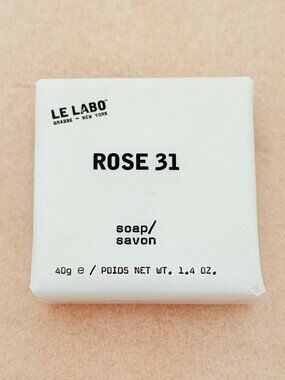 LE LABO
GRASSE — NEW YORK
ROSE 31
soap/
savon
40g e / POIDS NET WT. 1.4 OZ.